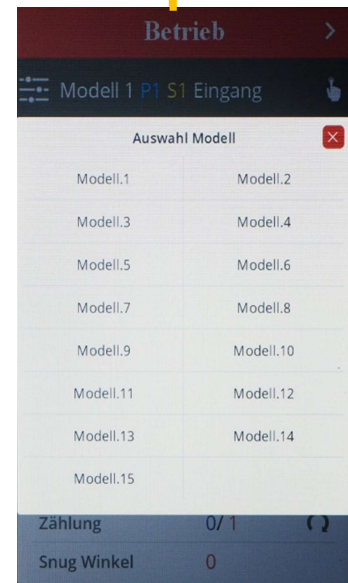 Betrieb >
Modell 1 P1 S1 Eingang
Auswahl Modell
Modell.1 Modell.2
Modell.3 Modell.4
Modell.5 Modell.6
Modell.7 Modell.8
Modell.9 Modell.10
Modell.11 Modell.12
Modell.13 Modell.14
Modell.15
Zählung 0/ 1
Snug Winkel 0